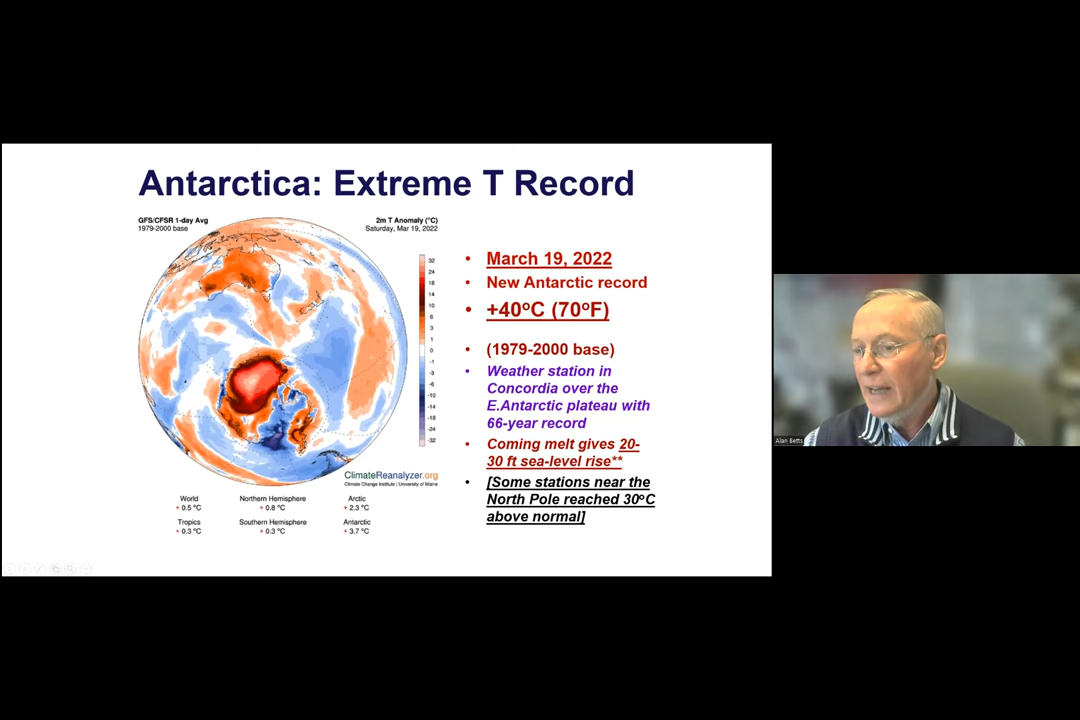 Antarctica: Extreme T Record
GFS/CFSR 1-day Avg
1979-2000 base
2m T Anomaly (°C)
Saturday, Mar 19, 2022
32
24
18
14
10
6
3
1
0
-1
-3
-6
-10
-14
-18
-24
-32
ClimateReanalyzer.org
Climate Change Institute | University of Maine
World
+ 0.5 °C
Northern Hemisphere
+ 0.8 °C
Arctic
+ 2.3 °C
Tropics
+ 0.3 °C
Southern Hemisphere
+ 0.3 °C
Antarctic
+ 3.7 °C
• March 19, 2022
• New Antarctic record
• +40ºC (70ºF)
• (1979-2000 base)
• Weather station in
Concordia over the
E.Antarctic plateau with
66-year record
• Coming melt gives 20-
30 ft sea-level rise**
• [Some stations near the
North Pole reached 30ºC
above normal]
Alan Betts